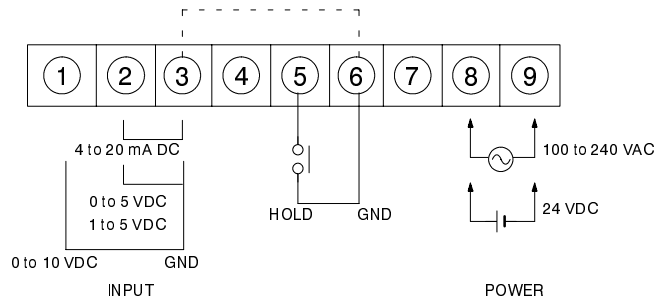 1 2 3 4 5 6 7 8 9
4 to 20 mA DC
100 to 240 VAC
0 to 5 VDC
1 to 5 VDC
HOLD GND
24 VDC
0 to 10 VDC GND
INPUT
POWER